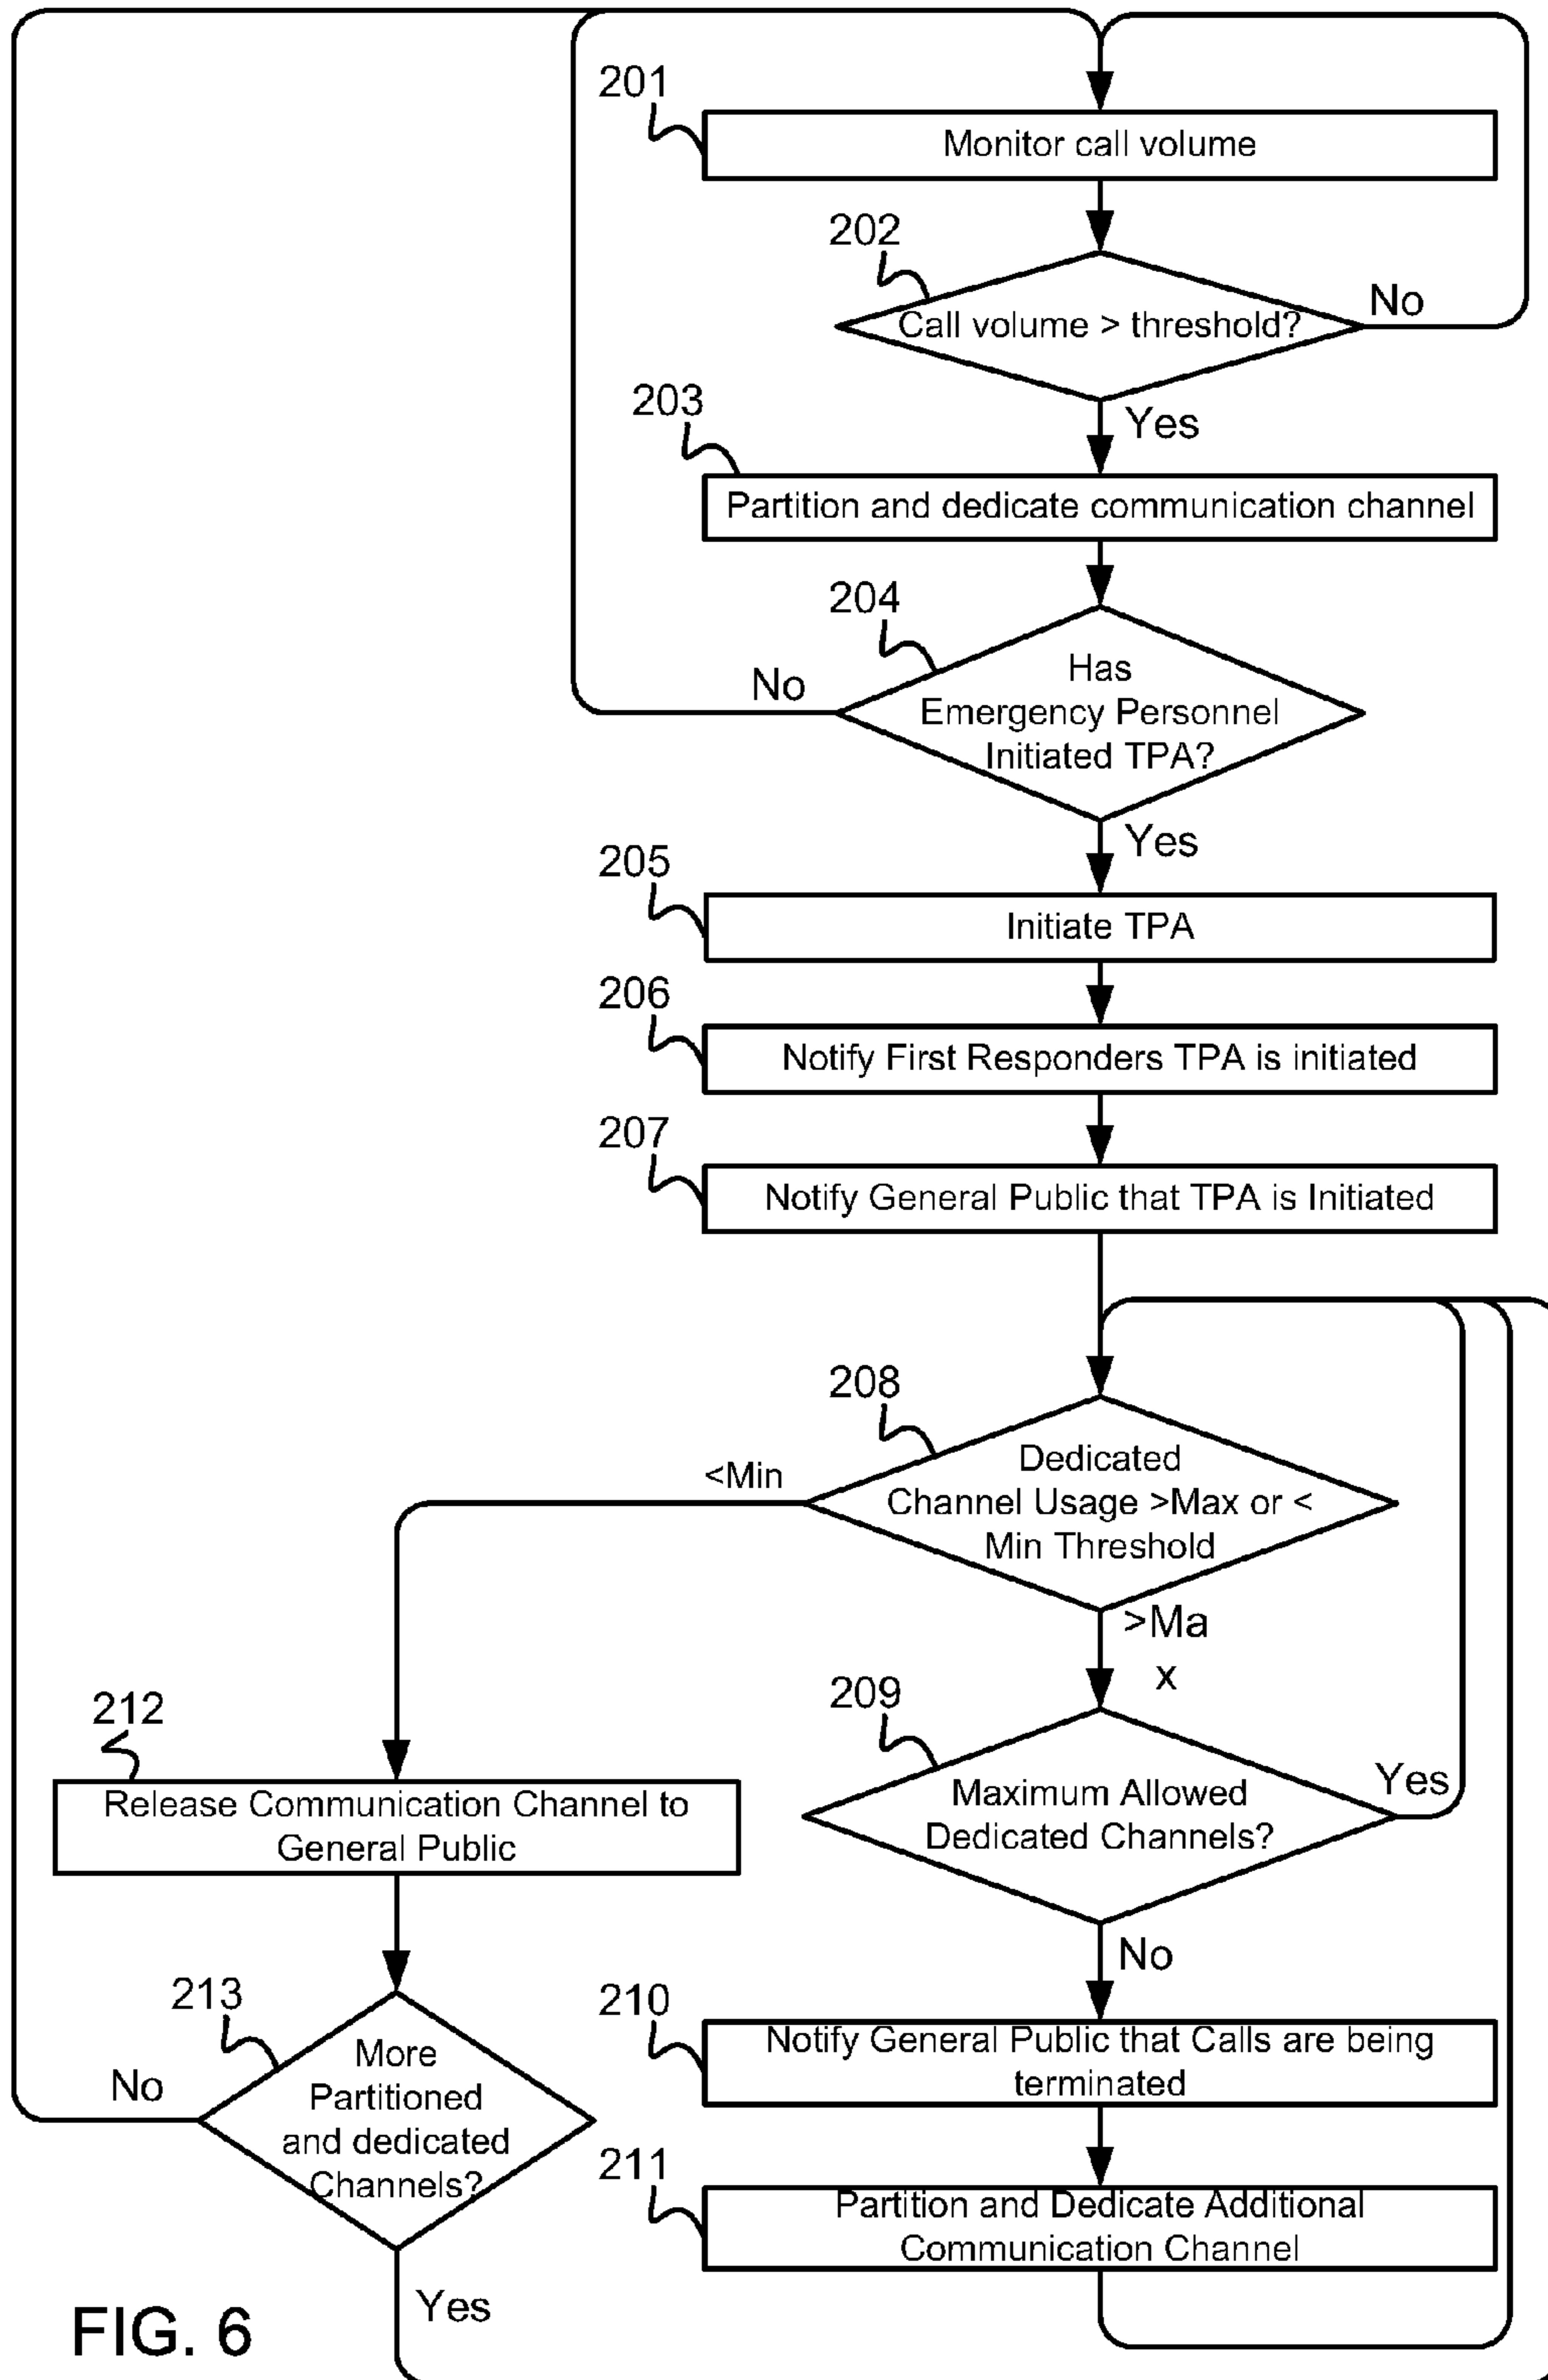 201
Monitor call volume
202
Call volume > threshold?
No
Yes
203
Partition and dedicate communication channel
204
Has
Emergency Personnel
Initiated TPA?
No
Yes
205
Initiate TPA
206
Notify First Responders TPA is initiated
207
Notify General Public that TPA is Initiated
208
Dedicated
Channel Usage >Max or <
Min Threshold
<Min
>Ma
x
209
Maximum Allowed
Dedicated Channels?
Yes
No
212
Release Communication Channel to
General Public
213
More
Partitioned
and dedicated
Channels?
No
Yes
210
Notify General Public that Calls are being
terminated
211
Partition and Dedicate Additional
Communication Channel
FIG. 6